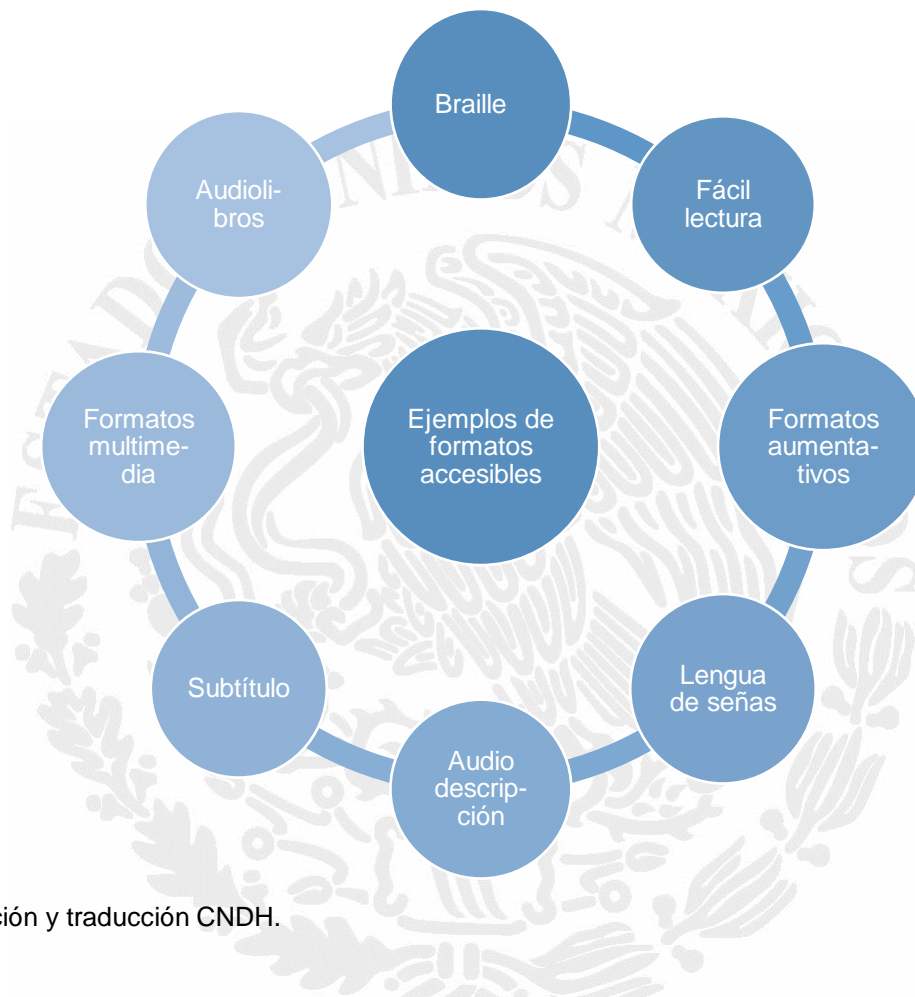 Braille
Fácil
lectura
Formatos
aumenta-
tivos
Lengua
de señas
Audio
descrip-
ción
Subtítulo
Formatos
multime-
dia
Audioli-
bros
Ejemplos de
formatos
accesibles
ción y traducción CNDH.